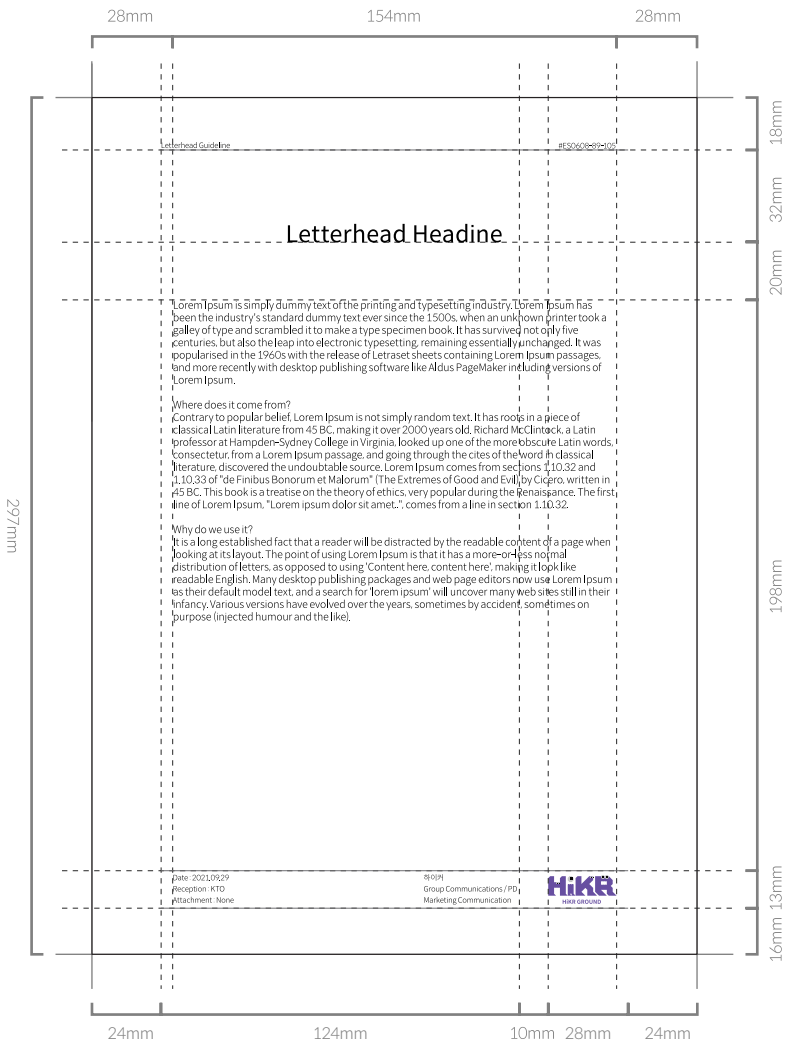 28mm 154mm 28mm
18mm
Letterhead Guideline #ES0608-89-105
32mm
Letterhead Headine
20mm
Lorem Ipsum is simply dummy text of the printing and typesetting industry. Lorem Ipsum has
been the industry's standard dummy text ever since the 1500s, when an unknown printer took a
galley of type and scrambled it to make a type specimen book. It has survived not only five
centuries, but also the leap into electronic typesetting, remaining essentially unchanged. It was
popularised in the 1960s with the release of Letraset sheets containing Lorem Ipsum passages,
and more recently with desktop publishing software like Aldus PageMaker including versions of
Lorem Ipsum.
Where does it come from?
Contrary to popular belief, Lorem Ipsum is not simply random text. It has roots in a piece of
classical Latin literature from 45 BC, making it over 2000 years old. Richard McClintock, a Latin
professor at Hampden-Sydney College in Virginia, looked up one of the more obscure Latin words,
consectetur, from a Lorem Ipsum passage, and going through the cites of the word in classical
literature, discovered the undoubtable source. Lorem Ipsum comes from sections 1.10.32 and
1.10.33 of "de Finibus Bonorum et Malorum" (The Extremes of Good and Evil) by Cicero, written in
45 BC. This book is a treatise on the theory of ethics, very popular during the Renaissance. The first
line of Lorem Ipsum, "Lorem ipsum dolor sit amet..", comes from a line in section 1.10.32.
297mm
Why do we use it?
It is a long established fact that a reader will be distracted by the readable content of a page when
looking at its layout. The point of using Lorem Ipsum is that it has a more-or-less normal
distribution of letters, as opposed to using 'Content here, content here', making it look like
readable English. Many desktop publishing packages and web page editors now use Lorem Ipsum
as their default model text, and a search for 'lorem ipsum' will uncover many web sites still in their
infancy. Various versions have evolved over the years, sometimes by accident, sometimes on
purpose (injected humour and the like).
198mm
Date : 2021.09.29 하이커
Reception : KTO Group Communications / PD
Attachment : None Marketing Communication
HiKR
HiKR GROUND
13mm
16mm
24mm 124mm 10mm 28mm 24mm